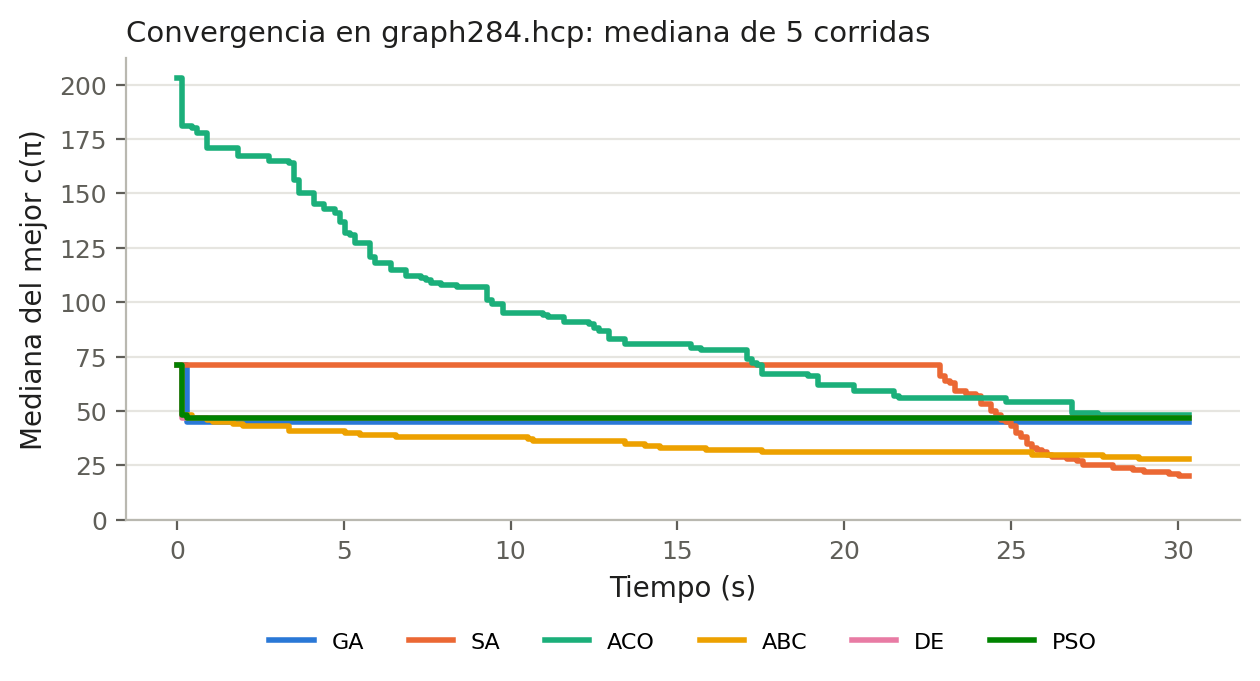 Convergencia en graph284.hcp: mediana de 5 corridas
Mediana del mejor c(π)
200
175
150
125
100
75
50
25
0
0 5 10 15 20 25 30
Tiempo (s)
GA SA ACO ABC DE PSO